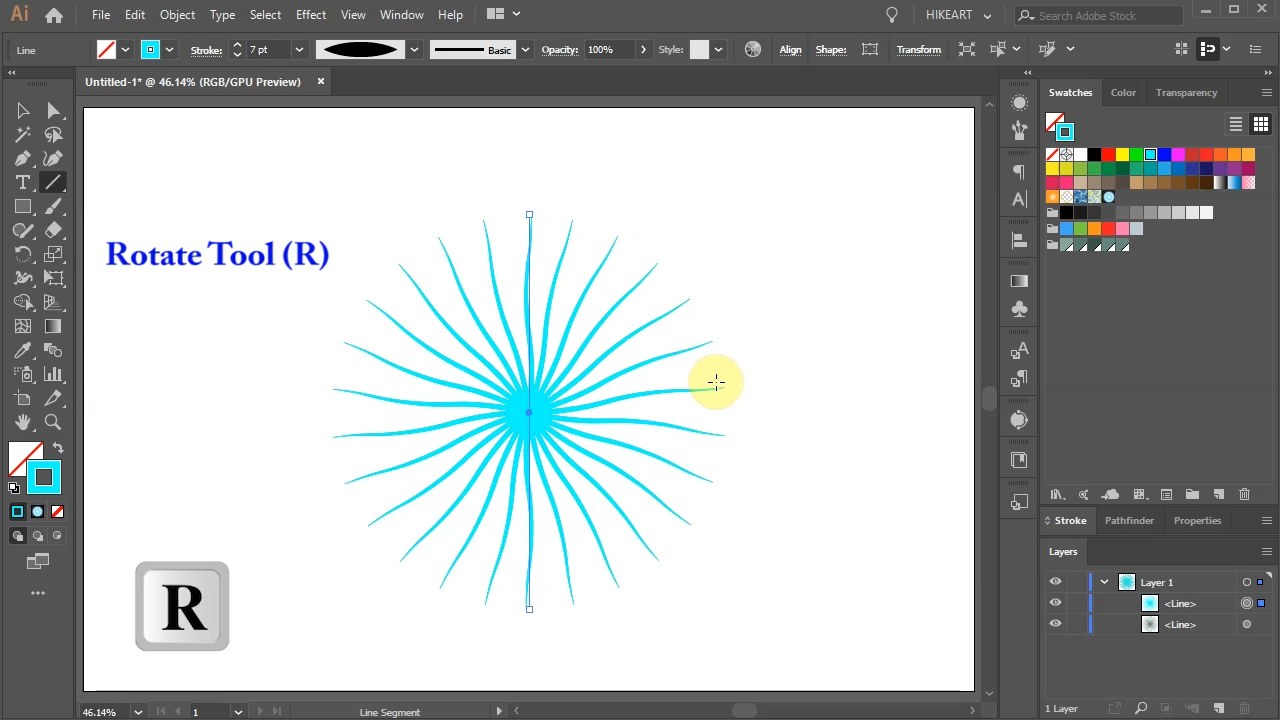 Ai File Edit Object Type Select Effect View Window Help HIKEART Search Adobe Stock
Line Stroke: 7 pt Basic Opacity: 100% Style: Align Shape: Transform
Untitled-1* @ 46.14% (RGB/GPU Preview) ×
Swatches Color Transparency
Rotate Tool (R)
R
Stroke Pathfinder Properties
Layers
Layer 1
<Line>
<Line>
1 Layer
46.14% 1 Line Segment